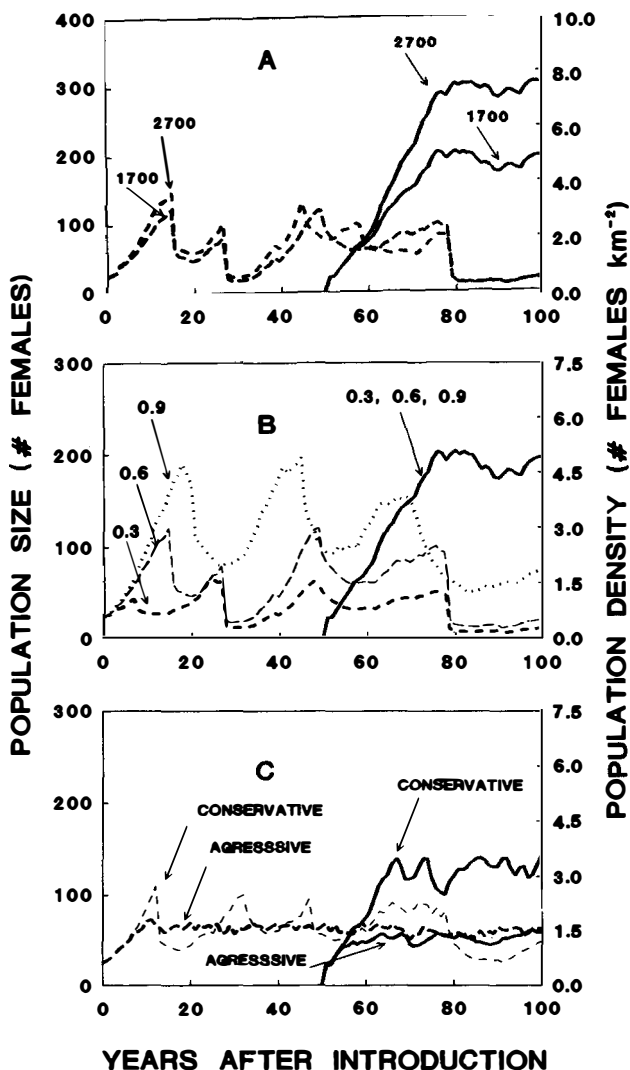 POPULATION SIZE (# FEMALES)
POPULATION DENSITY (# FEMALES km⁻²)
400
300
200
100
0
10.0
8.0
6.0
4.0
2.0
0.0
A
2700
1700
2700
1700
0 20 40 60 80 100
300
200
100
0
7.5
6.0
4.5
3.0
1.5
0.0
B
0.9
0.6
0.3
0.3, 0.6, 0.9
0 20 40 60 80 100
300
200
100
0
7.5
6.0
4.5
3.0
1.5
0.0
C
CONSERVATIVE
AGRESSSIVE
CONSERVATIVE
AGRESSSIVE
0 20 40 60 80 100
YEARS AFTER INTRODUCTION